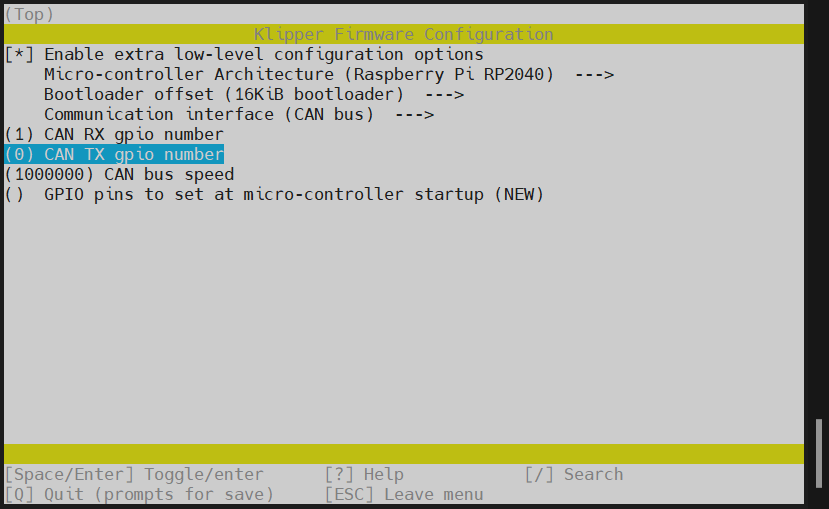 (Top)
Klipper Firmware Configuration
[*] Enable extra low-level configuration options
Micro-controller Architecture (Raspberry Pi RP2040)  --->
Bootloader offset (16KiB bootloader)  --->
Communication interface (CAN bus)  --->
(1) CAN RX gpio number
(0) CAN TX gpio number
(1000000) CAN bus speed
()  GPIO pins to set at micro-controller startup (NEW)
[Space/Enter] Toggle/enter      [?] Help            [/] Search
[Q] Quit (prompts for save)     [ESC] Leave menu